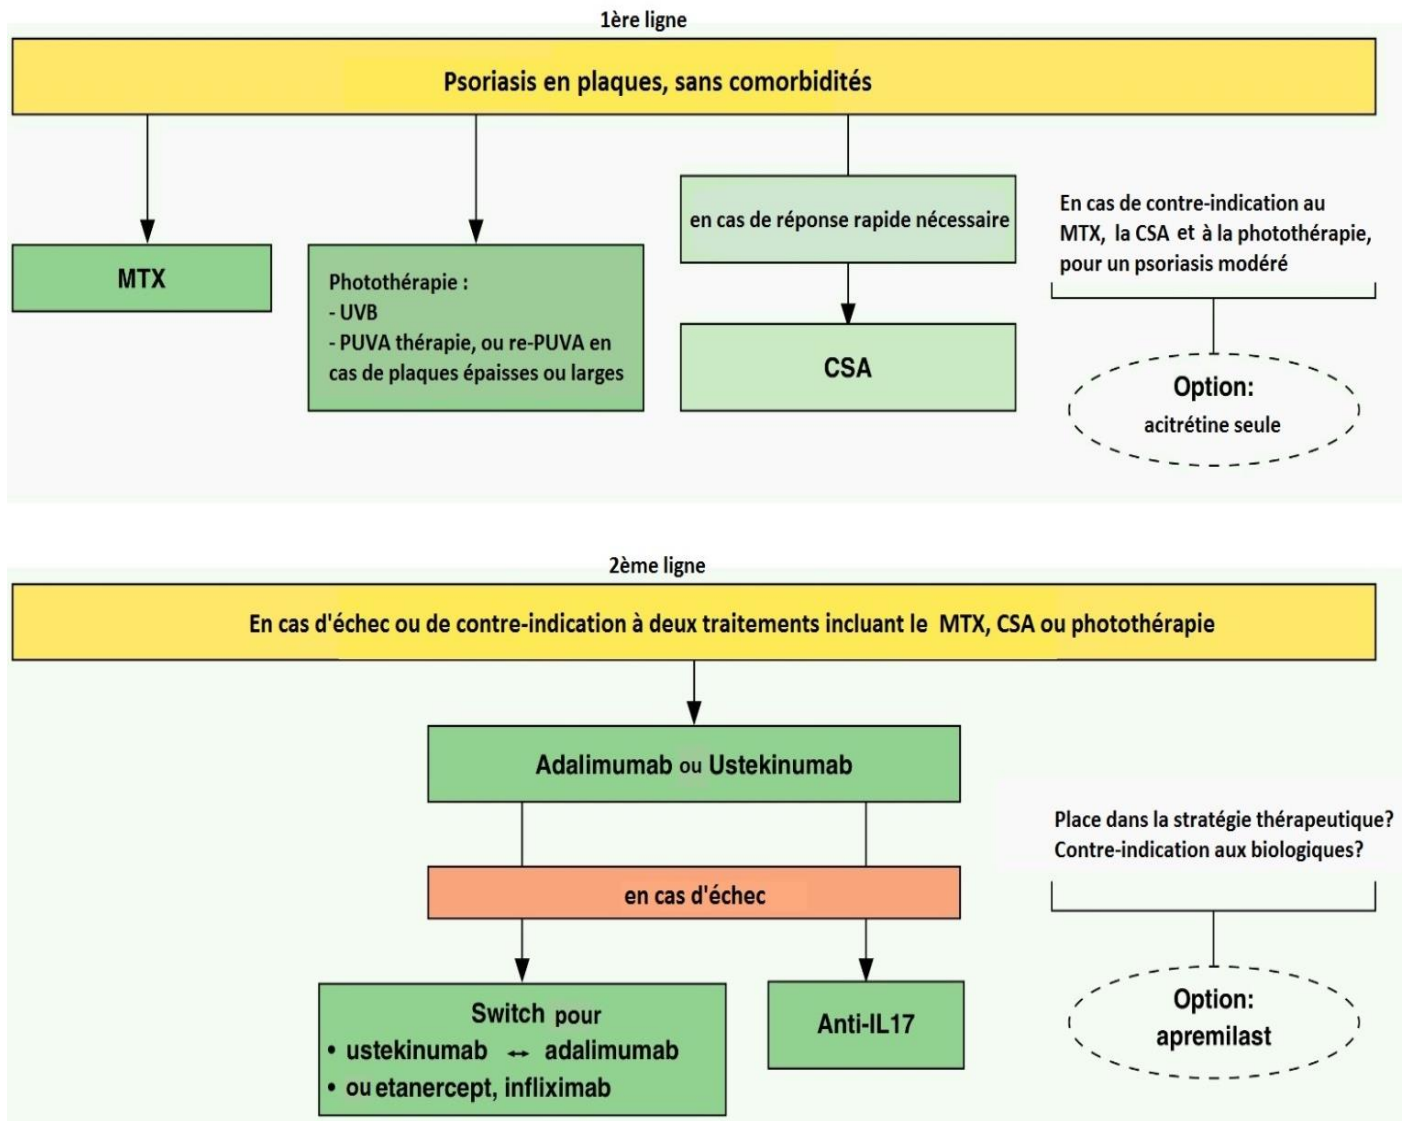 1ère ligne
Psoriasis en plaques, sans comorbidités
MTX
Photothérapie :
- UVB
- PUVA thérapie, ou re-PUVA en
cas de plaques épaisses ou larges
en cas de réponse rapide nécessaire
CSA
En cas de contre-indication au
MTX, la CSA et à la photothérapie,
pour un psoriasis modéré
Option:
acitrétine seule
2ème ligne
En cas d'échec ou de contre-indication à deux traitements incluant le MTX, CSA ou photothérapie
Adalimumab ou Ustekinumab
en cas d'échec
Switch pour
• ustekinumab ↔ adalimumab
• ou etanercept, infliximab
Anti-IL17
Place dans la stratégie thérapeutique?
Contre-indication aux biologiques?
Option:
apremilast